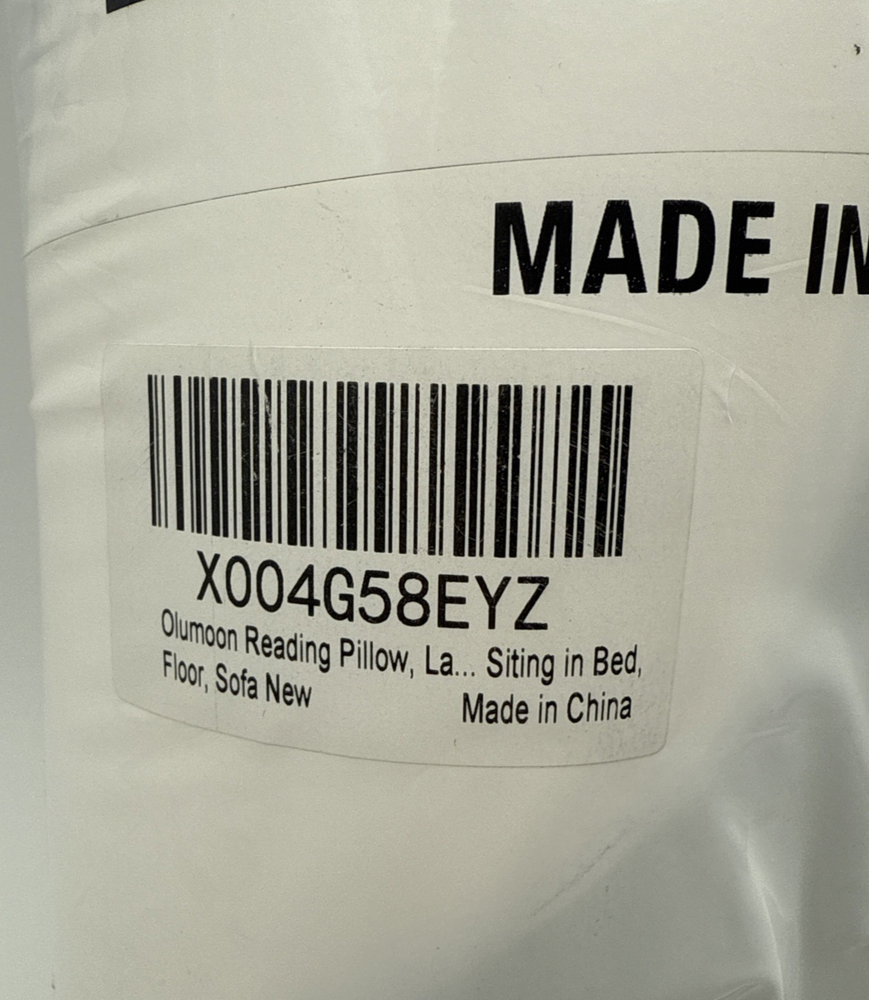 MADE IN
X004G58EYZ
Olumoon Reading Pillow, La... Siting in Bed,
Floor, Sofa New
Made in China